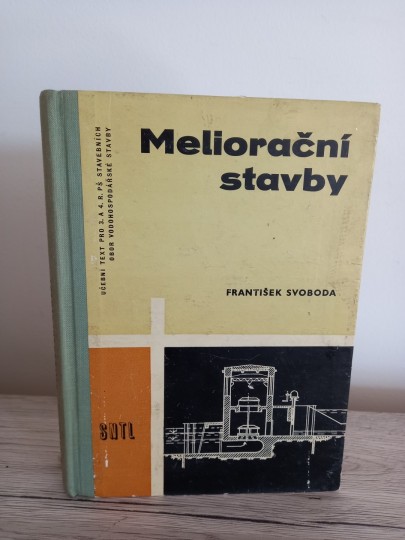 Meliorační
stavby
FRANTIŠEK SVOBODA
UČEBNÍ TEXT PRO 3. A 4. R. PŠ STAVEBNÍCH
OBOR VODOHOSPODÁŘSKÉ STAVBY
SNTL